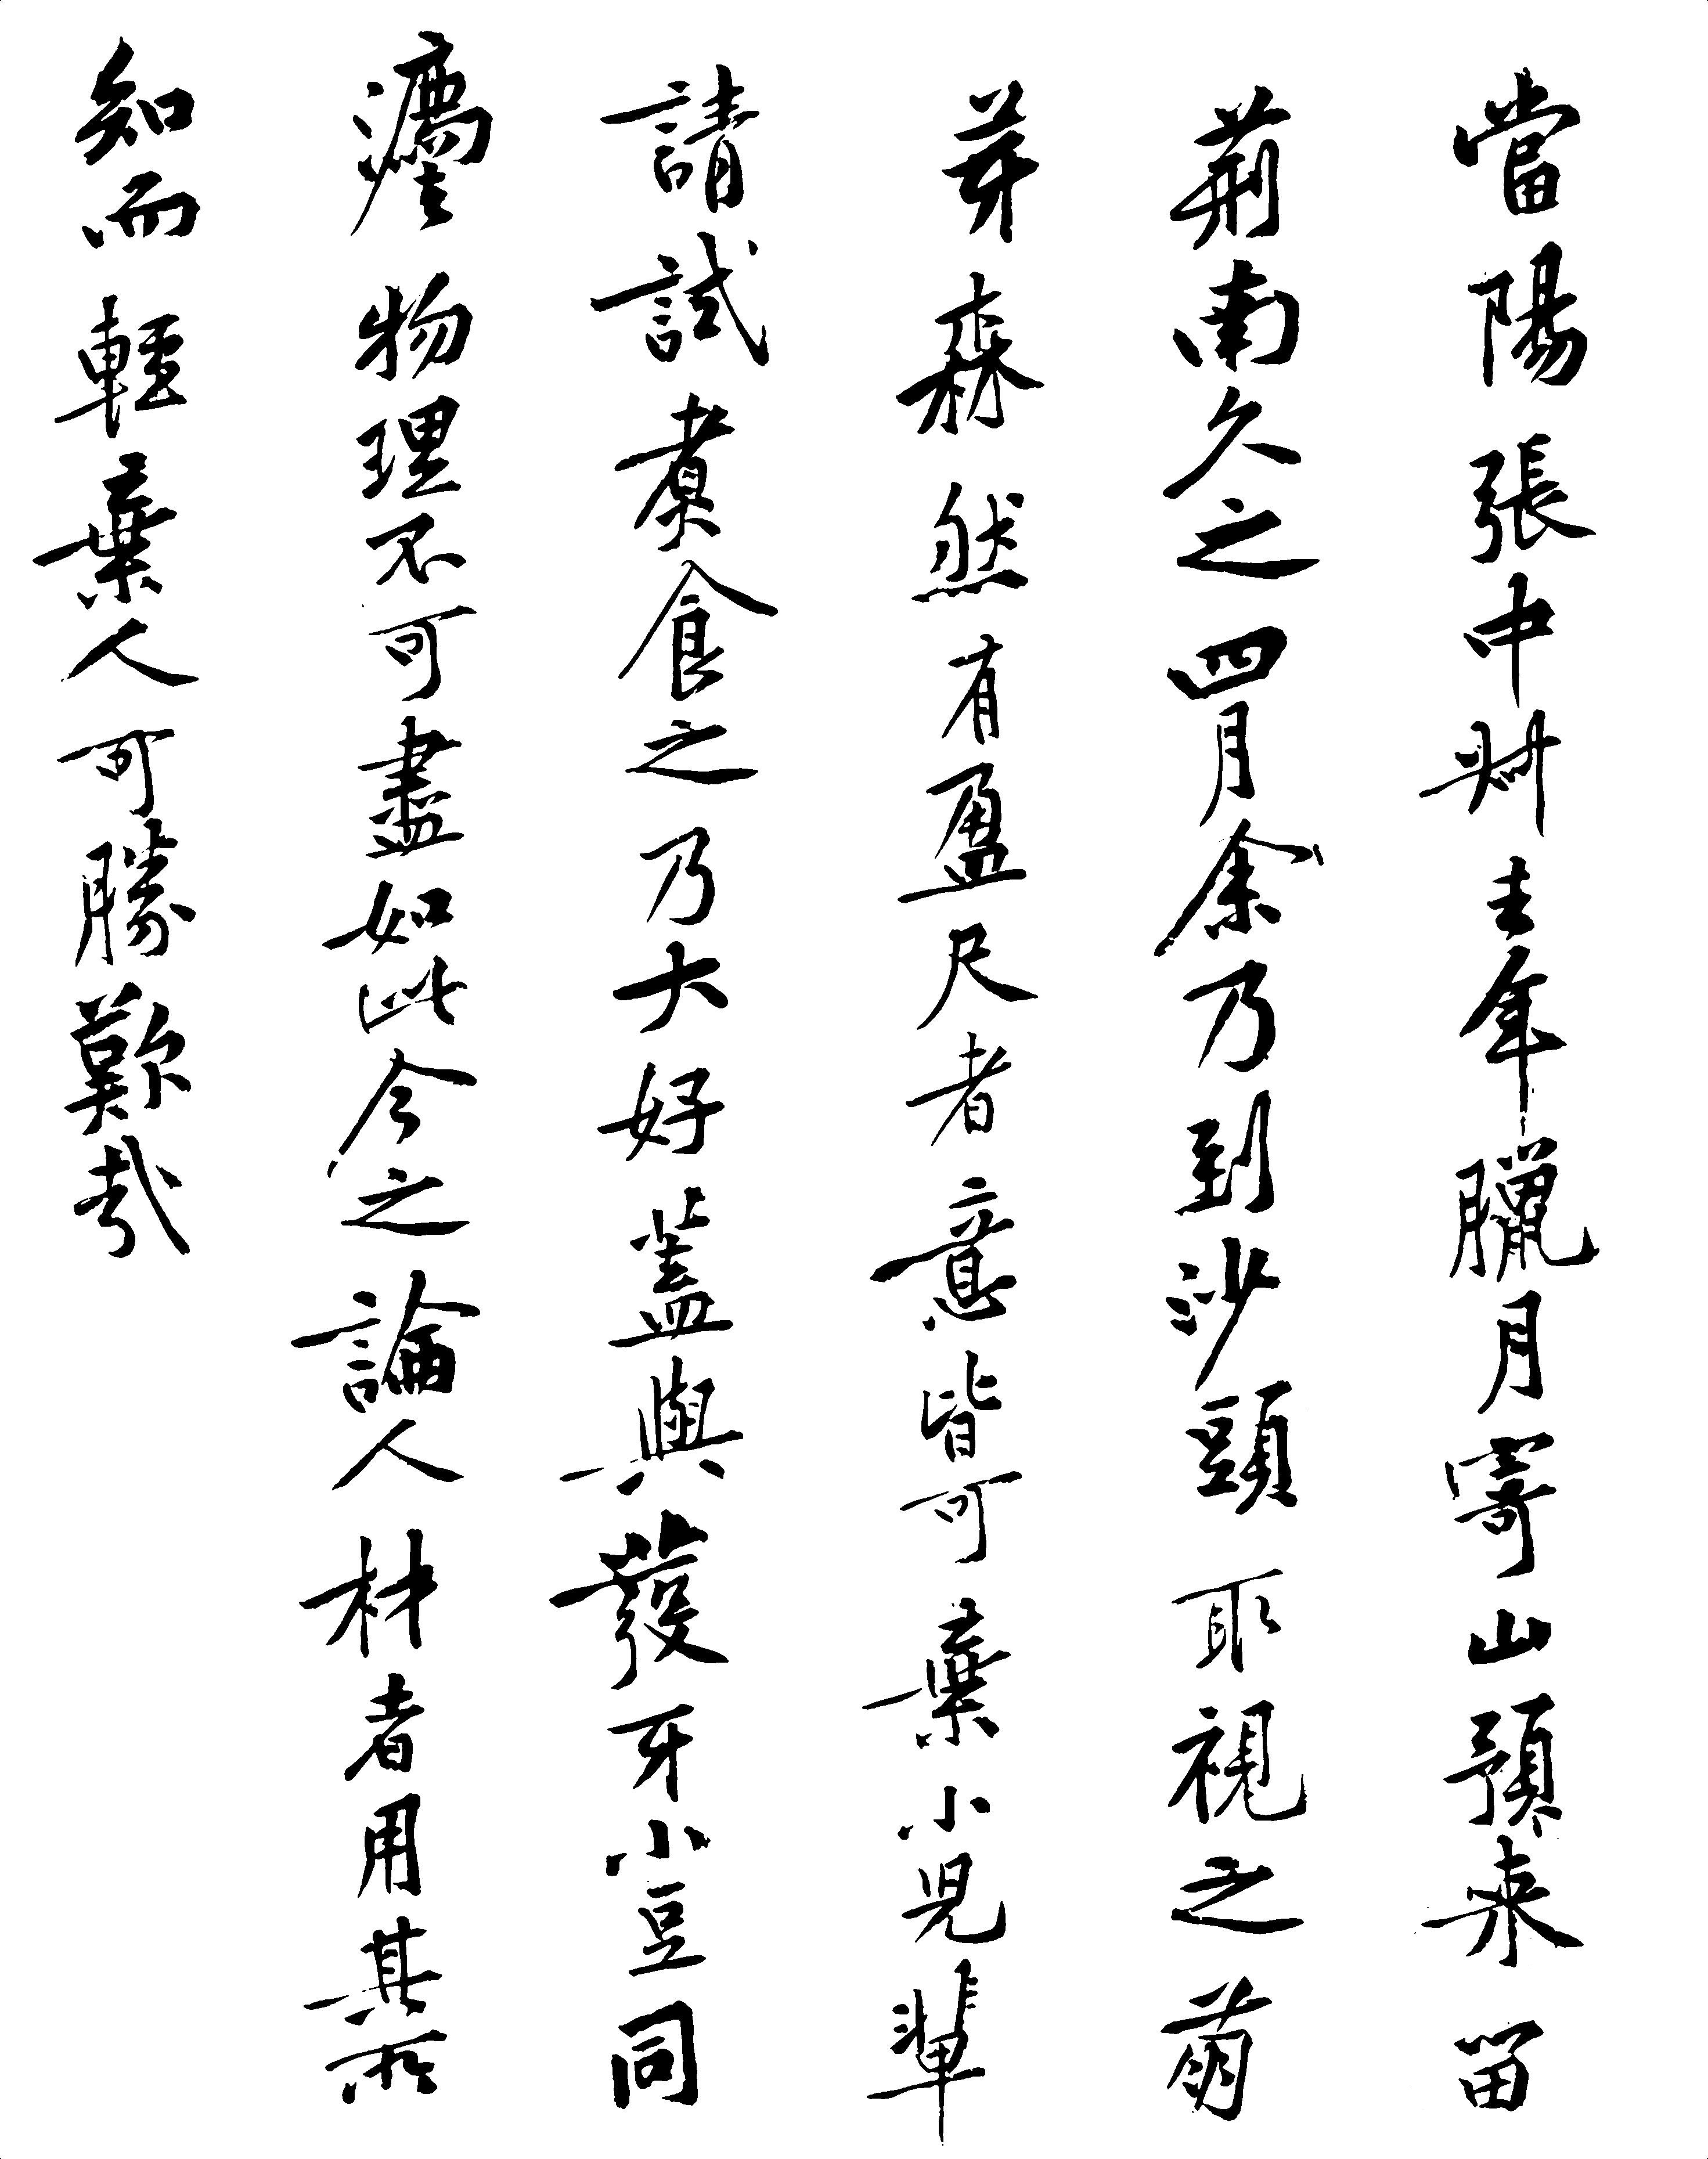 當陽張中叔去年臘月寄山預來留
荊南久之四月余乃到沙頭取視之萌
芽森然有盈尺者意皆可棄小兒輩
請試煮食之乃大好蓋與發牙小豆同
物理不可盡如此今之論人材者用其所
知而輕棄人可勝歎哉